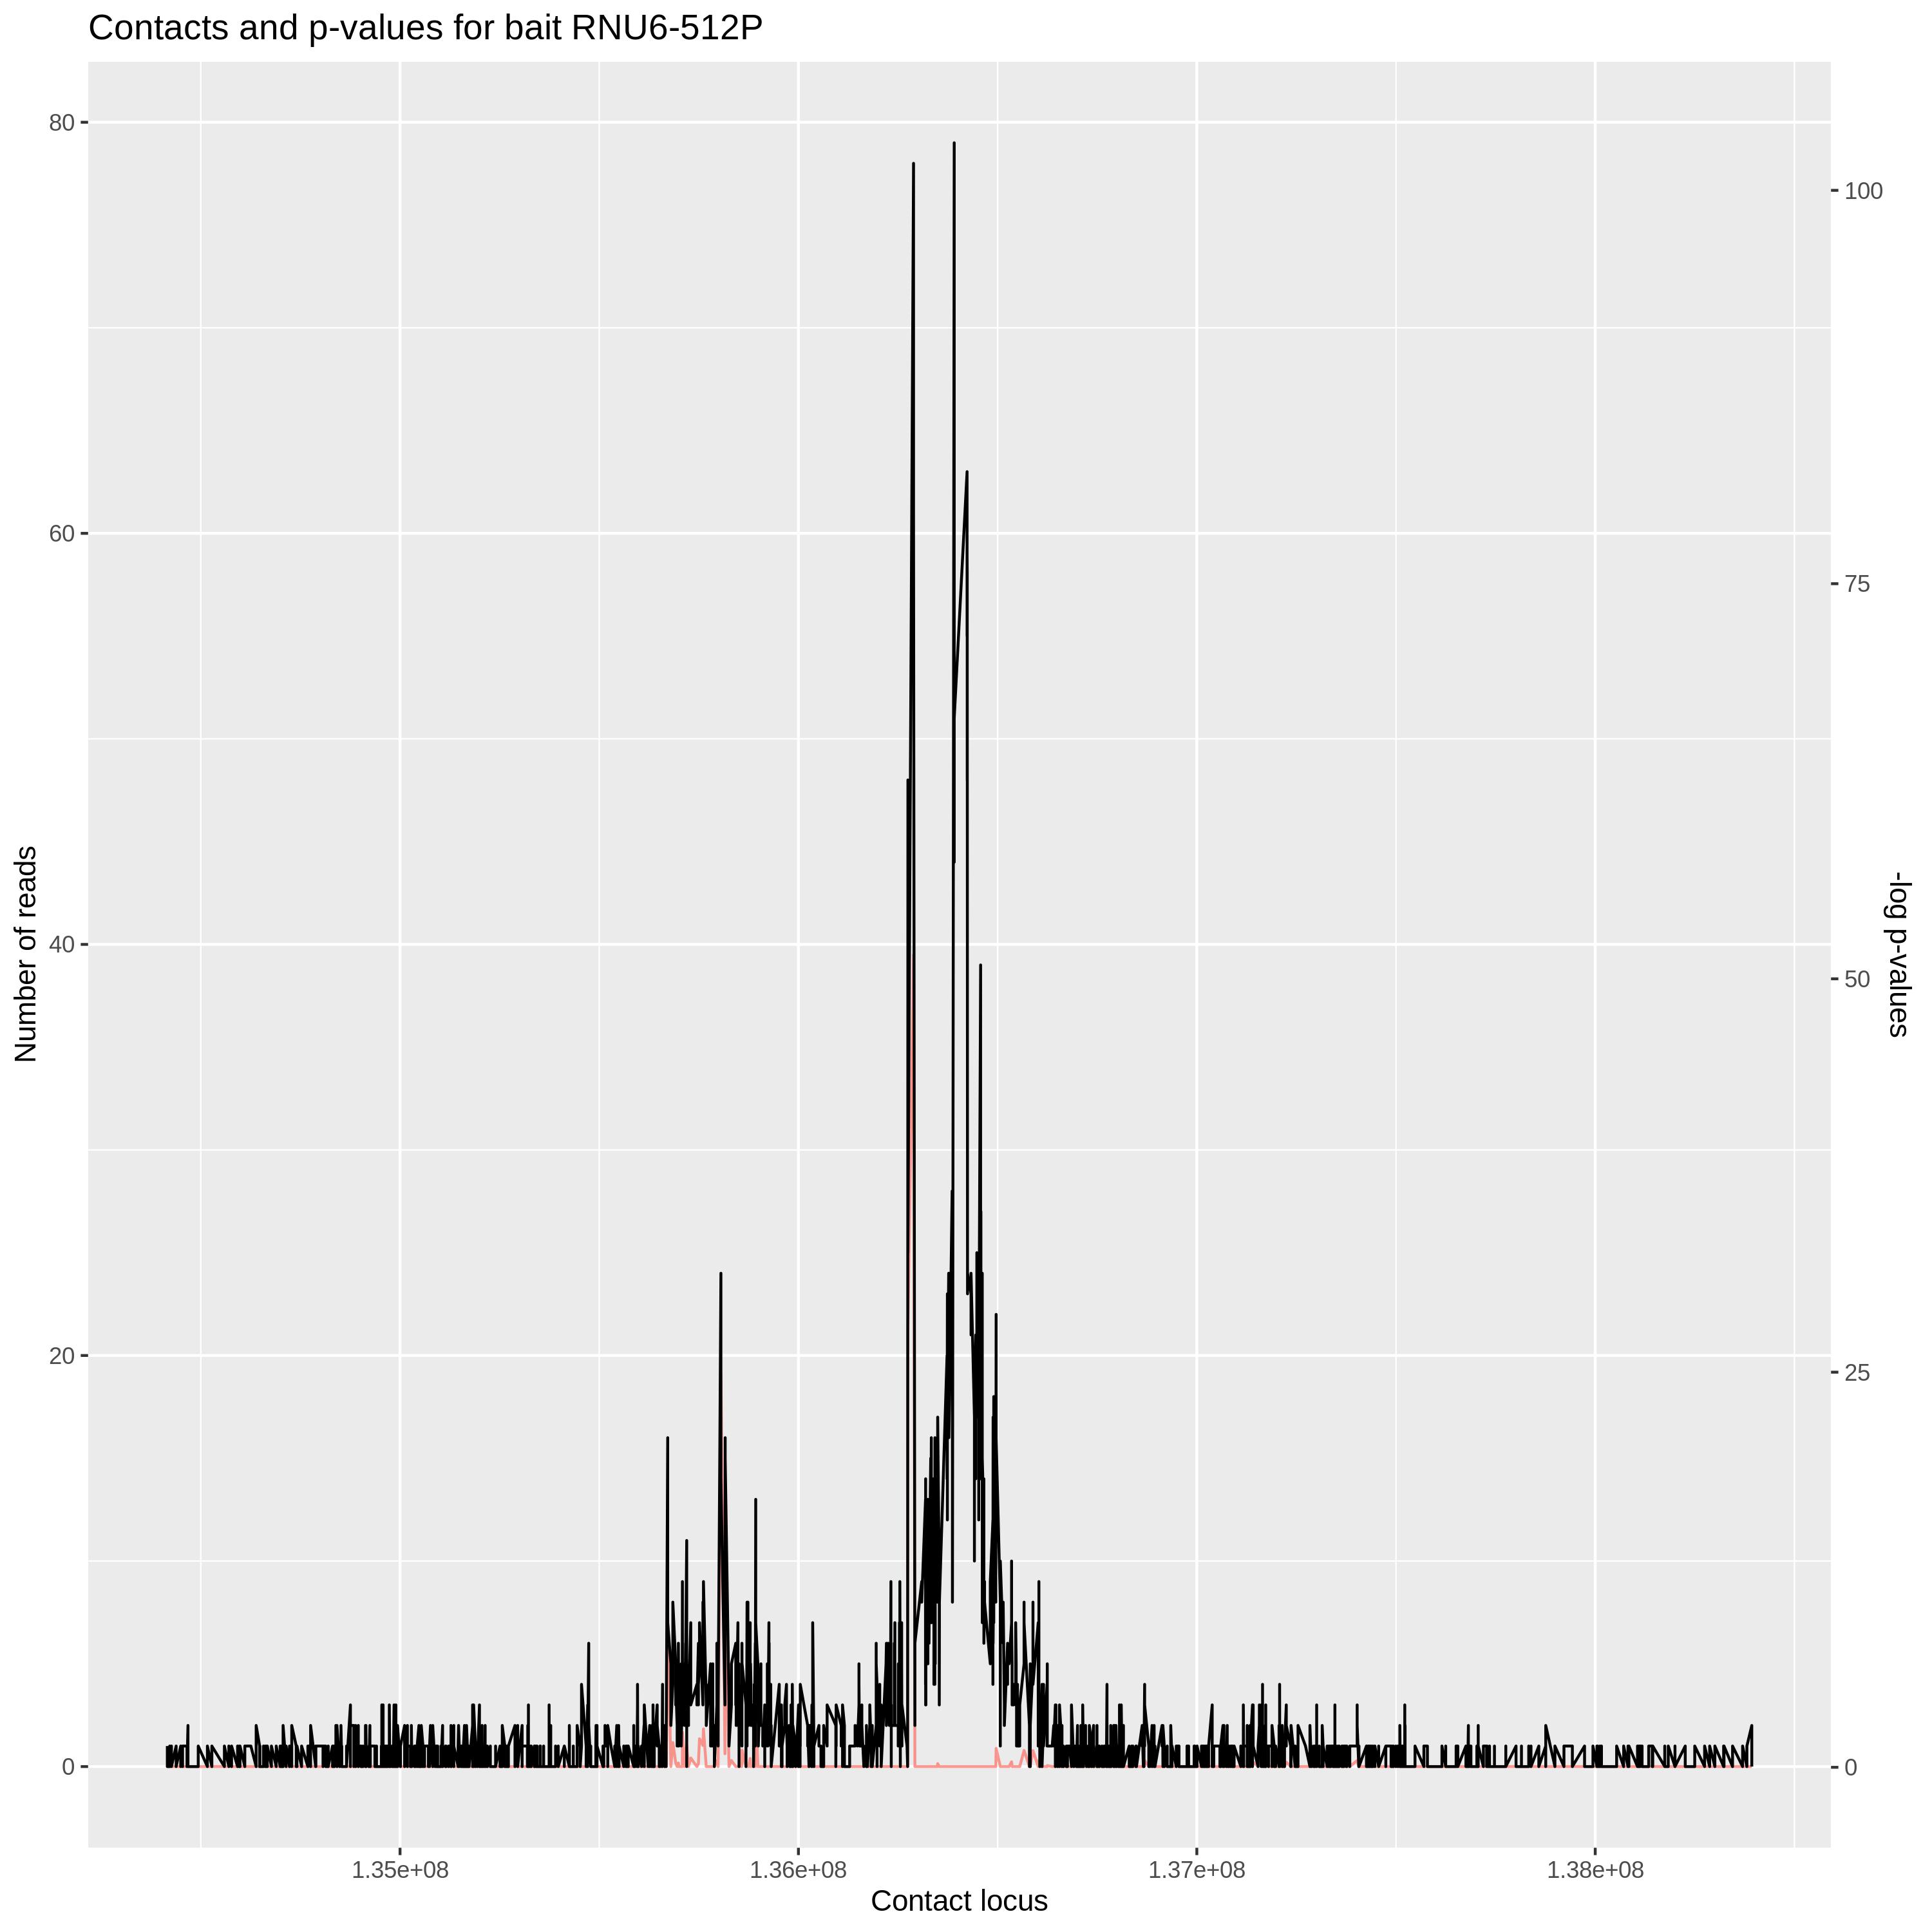 Contacts and p-values for bait RNU6-512P
80
60
40
20
0
Number of reads
100
75
50
25
0
-log p-values
1.35e+08
1.36e+08
1.37e+08
1.38e+08
Contact locus